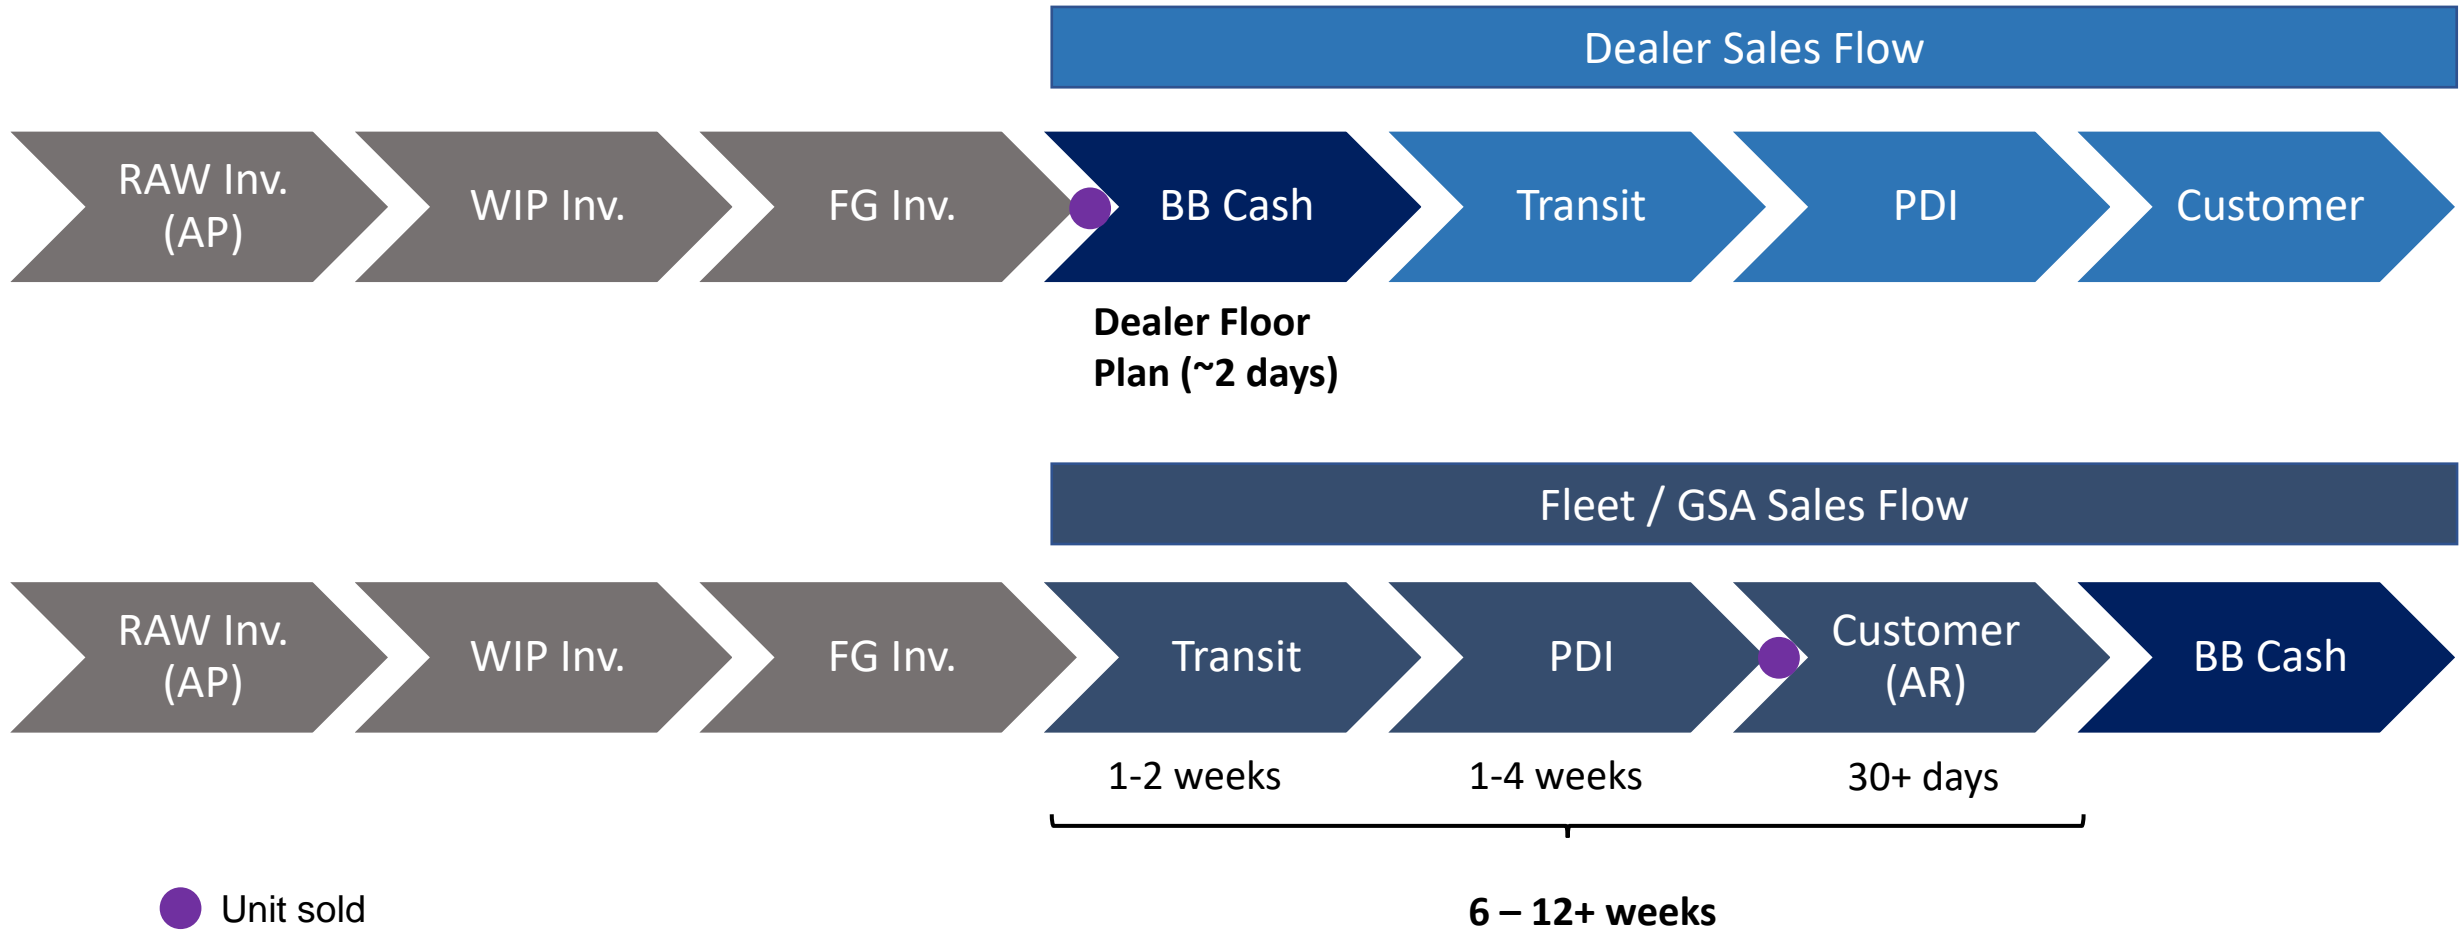 Dealer Sales Flow
RAW Inv.
(AP)
WIP Inv.
FG Inv.
BB Cash
Transit
PDI
Customer
Dealer Floor
Plan (~2 days)
Fleet / GSA Sales Flow
RAW Inv.
(AP)
WIP Inv.
FG Inv.
Transit
PDI
Customer
(AR)
BB Cash
1-2 weeks
1-4 weeks
30+ days
6 – 12+ weeks
Unit sold